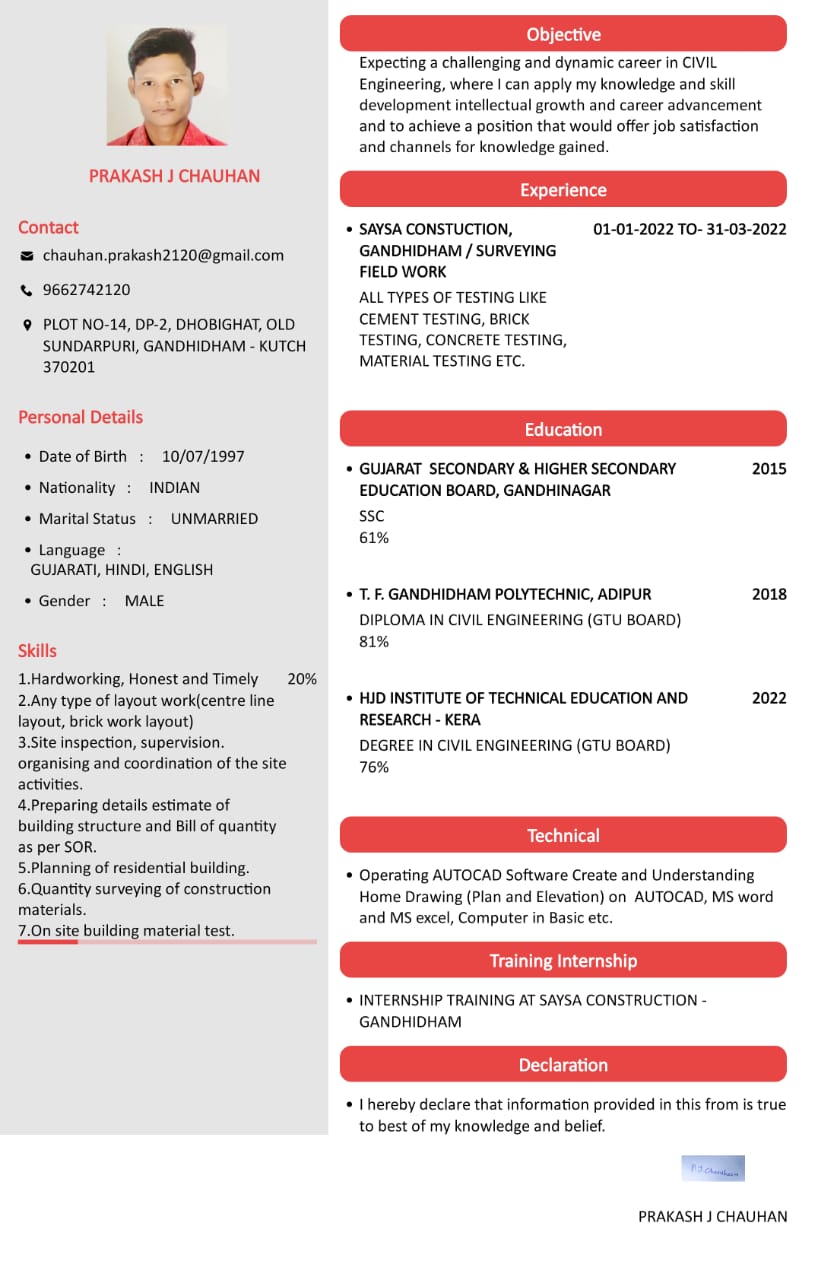 PRAKASH J CHAUHAN
Contact
chauhan.prakash2120@gmail.com
9662742120
PLOT NO-14, DP-2, DHOBIGHAT, OLD
SUNDARPURI, GANDHIDHAM - KUTCH
370201
Personal Details
• Date of Birth : 10/07/1997
• Nationality : INDIAN
• Marital Status : UNMARRIED
• Language :
GUJARATI, HINDI, ENGLISH
• Gender : MALE
Skills
1.Hardworking, Honest and Timely 20%
2.Any type of layout work(centre line
layout, brick work layout)
3.Site inspection, supervision.
organising and coordination of the site
activities.
4.Preparing details estimate of
building structure and Bill of quantity
as per SOR.
5.Planning of residential building.
6.Quantity surveying of construction
materials.
7.On site building material test.
Objective
Expecting a challenging and dynamic career in CIVIL
Engineering, where I can apply my knowledge and skill
development intellectual growth and career advancement
and to achieve a position that would offer job satisfaction
and channels for knowledge gained.
Experience
• SAYSA CONSTUCTION, 01-01-2022 TO- 31-03-2022
GANDHIDHAM / SURVEYING
FIELD WORK
ALL TYPES OF TESTING LIKE
CEMENT TESTING, BRICK
TESTING, CONCRETE TESTING,
MATERIAL TESTING ETC.
Education
• GUJARAT SECONDARY & HIGHER SECONDARY 2015
EDUCATION BOARD, GANDHINAGAR
SSC
61%
• T. F. GANDHIDHAM POLYTECHNIC, ADIPUR 2018
DIPLOMA IN CIVIL ENGINEERING (GTU BOARD)
81%
• HJD INSTITUTE OF TECHNICAL EDUCATION AND 2022
RESEARCH - KERA
DEGREE IN CIVIL ENGINEERING (GTU BOARD)
76%
Technical
• Operating AUTOCAD Software Create and Understanding
Home Drawing (Plan and Elevation) on AUTOCAD, MS word
and MS excel, Computer in Basic etc.
Training Internship
• INTERNSHIP TRAINING AT SAYSA CONSTRUCTION -
GANDHIDHAM
Declaration
• I hereby declare that information provided in this from is true
to best of my knowledge and belief.
PRAKASH J CHAUHAN